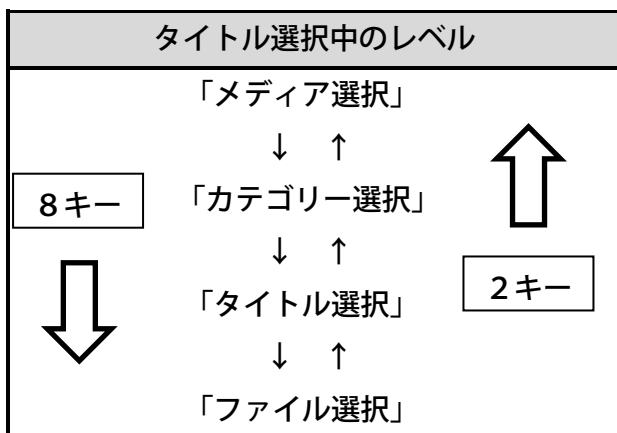 タイトル選択中のレベル
「メディア選択」
↓ ↑
8キー
「カテゴリー選択」
↓ ↑
2キー
「タイトル選択」
↓ ↑
「ファイル選択」